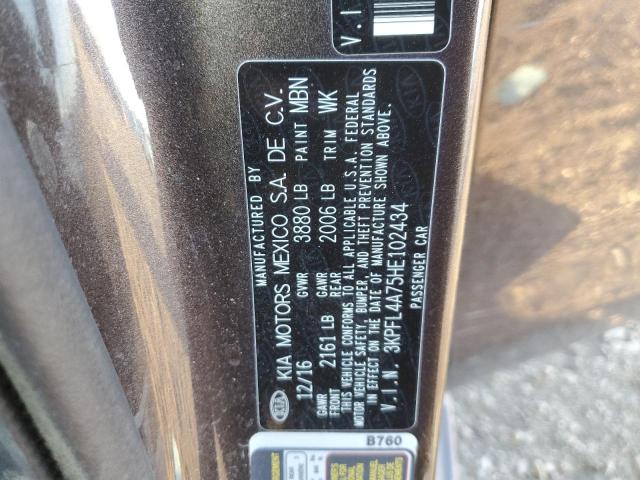 V.I
MANUFACTURED BY
KIA KIA MOTORS MEXICO S.A. DE C.V.
12/16 GVWR 3880 LB PAINT MBN
GAWR FRONT 2161 LB GAWR REAR 2006 LB TRIM WK
THIS VEHICLE CONFORMS TO ALL APPLICABLE U.S.A. FEDERAL
MOTOR VEHICLE SAFETY, BUMPER, AND THEFT PREVENTION STANDARDS
IN EFFECT ON THE DATE OF MANUFACTURE SHOWN ABOVE.
V.I.N. 3KPFL4A75HE102434
PASSENGER CAR
B760